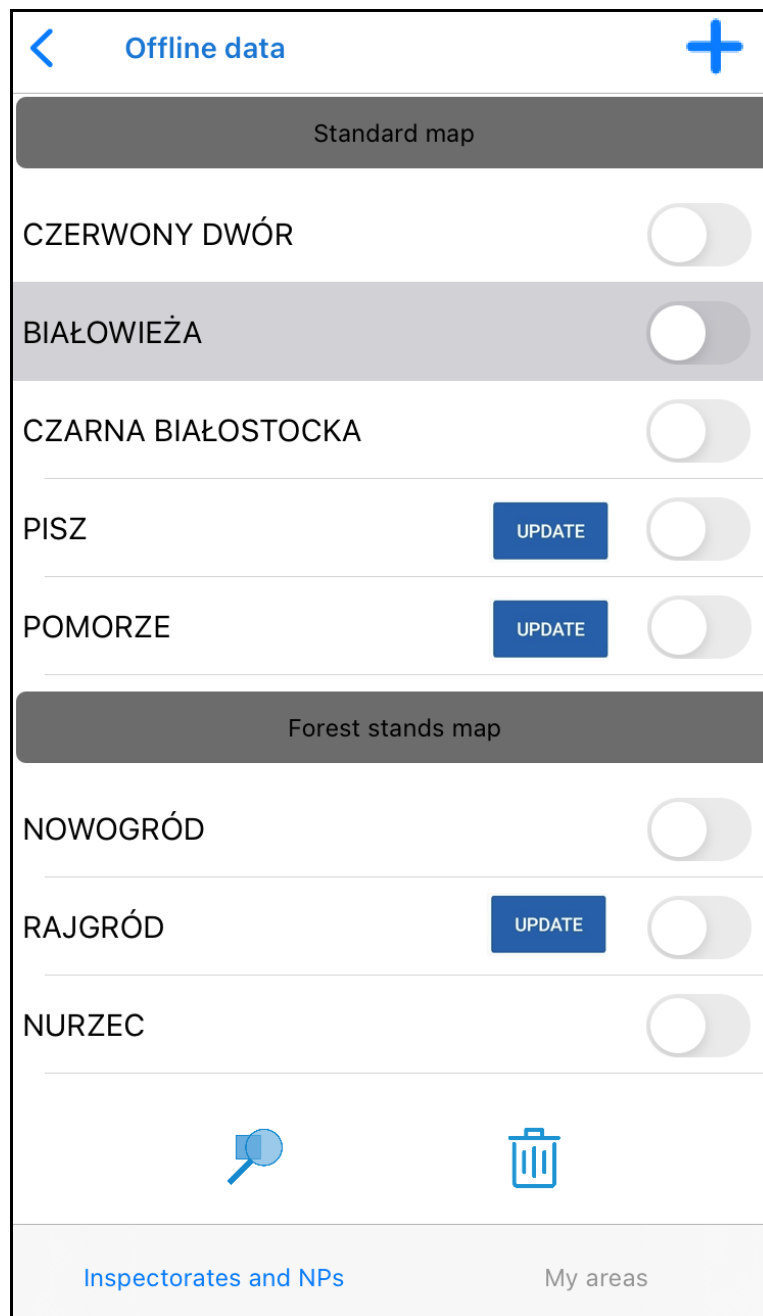 Offline data
Standard map
CZERWONY DWÓR
BIAŁOWIEŻA
CZARNA BIAŁOSTOCKA
PISZ UPDATE
POMORZE UPDATE
Forest stands map
NOWOGRÓD
RAJGRÓD UPDATE
NURZEC
Inspectorates and NPs My areas